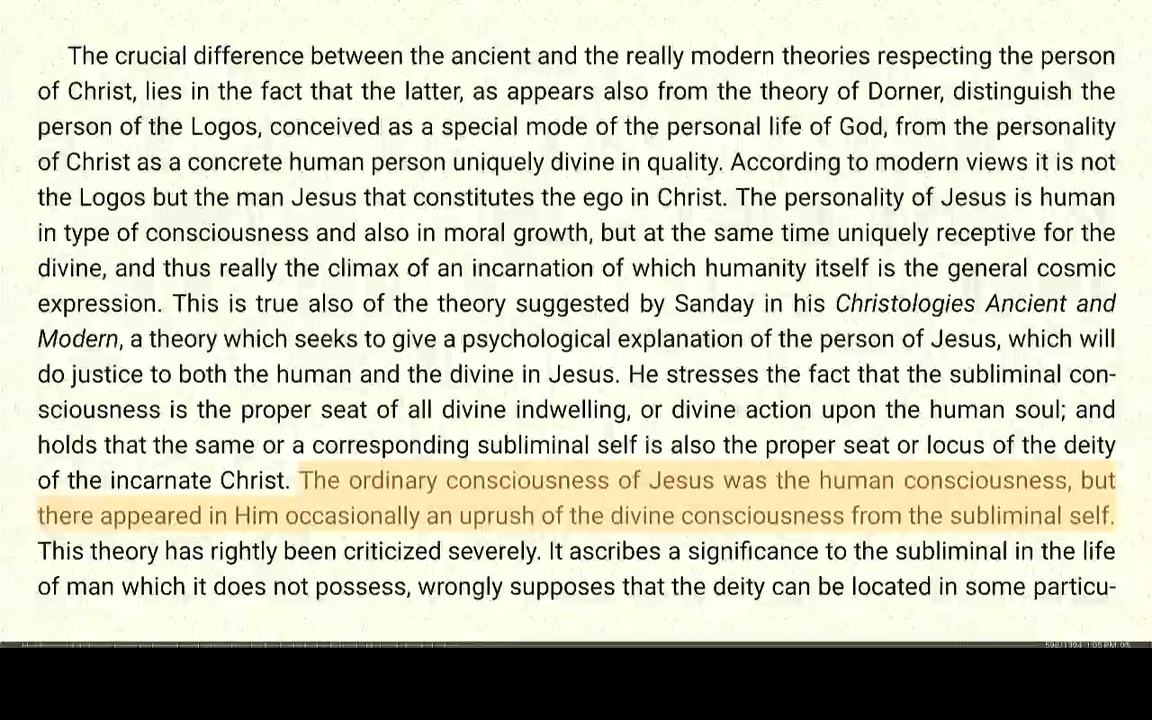 The crucial difference between the ancient and the really modern theories respecting the person
of Christ, lies in the fact that the latter, as appears also from the theory of Dorner, distinguish the
person of the Logos, conceived as a special mode of the personal life of God, from the personality
of Christ as a concrete human person uniquely divine in quality. According to modern views it is not
the Logos but the man Jesus that constitutes the ego in Christ. The personality of Jesus is human
in type of consciousness and also in moral growth, but at the same time uniquely receptive for the
divine, and thus really the climax of an incarnation of which humanity itself is the general cosmic
expression. This is true also of the theory suggested by Sanday in his Christologies Ancient and
Modern, a theory which seeks to give a psychological explanation of the person of Jesus, which will
do justice to both the human and the divine in Jesus. He stresses the fact that the subliminal con-
sciousness is the proper seat of all divine indwelling, or divine action upon the human soul; and
holds that the same or a corresponding subliminal self is also the proper seat or locus of the deity
of the incarnate Christ. The ordinary consciousness of Jesus was the human consciousness, but
there appeared in Him occasionally an uprush of the divine consciousness from the subliminal self.
This theory has rightly been criticized severely. It ascribes a significance to the subliminal in the life
of man which it does not possess, wrongly supposes that the deity can be located in some particu-